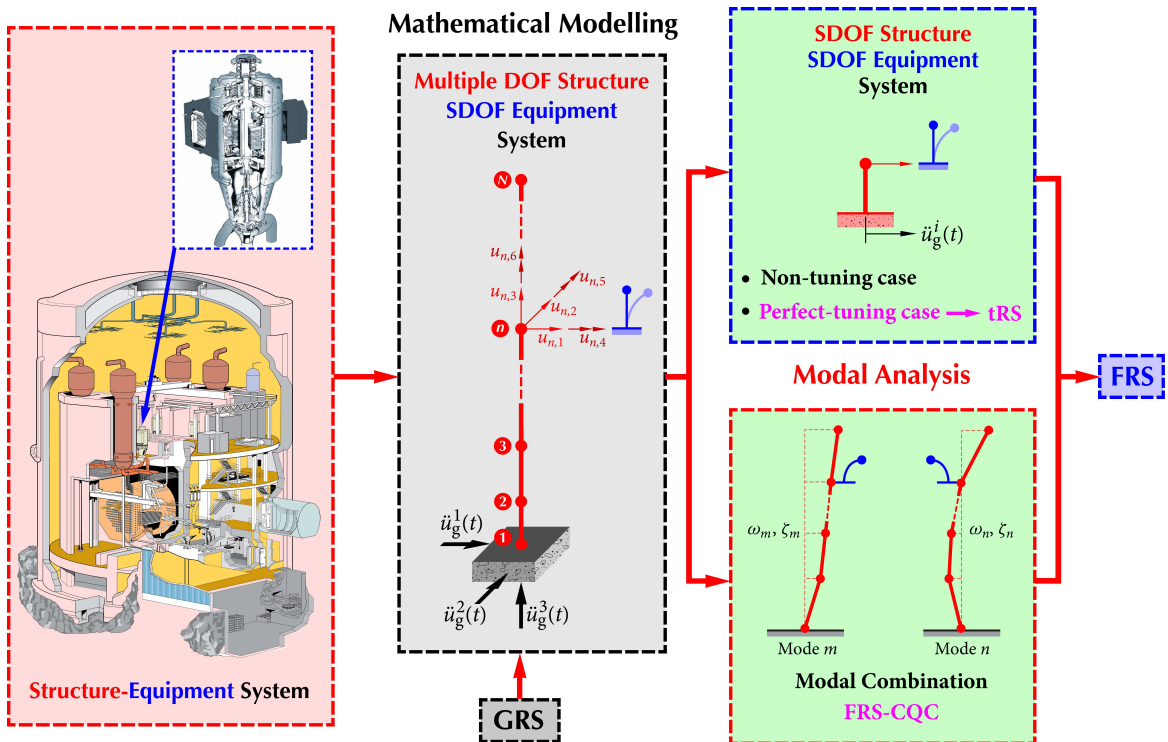 Mathematical Modelling
Multiple DOF Structure
SDOF Equipment
System
N
u_{n,6}
u_{n,3}
u_{n,5}
u_{n,2}
n
u_{n,1}
u_{n,4}
3
2
1
ü_g^1(t)
ü_g^2(t)
ü_g^3(t)
GRS
Structure-Equipment System
SDOF Structure
SDOF Equipment
System
ü_g^i(t)
• Non-tuning case
• Perfect-tuning case → tRS
Modal Analysis
FRS
ω_m, ζ_m
ω_n, ζ_n
Mode m
Mode n
Modal Combination
FRS-CQC